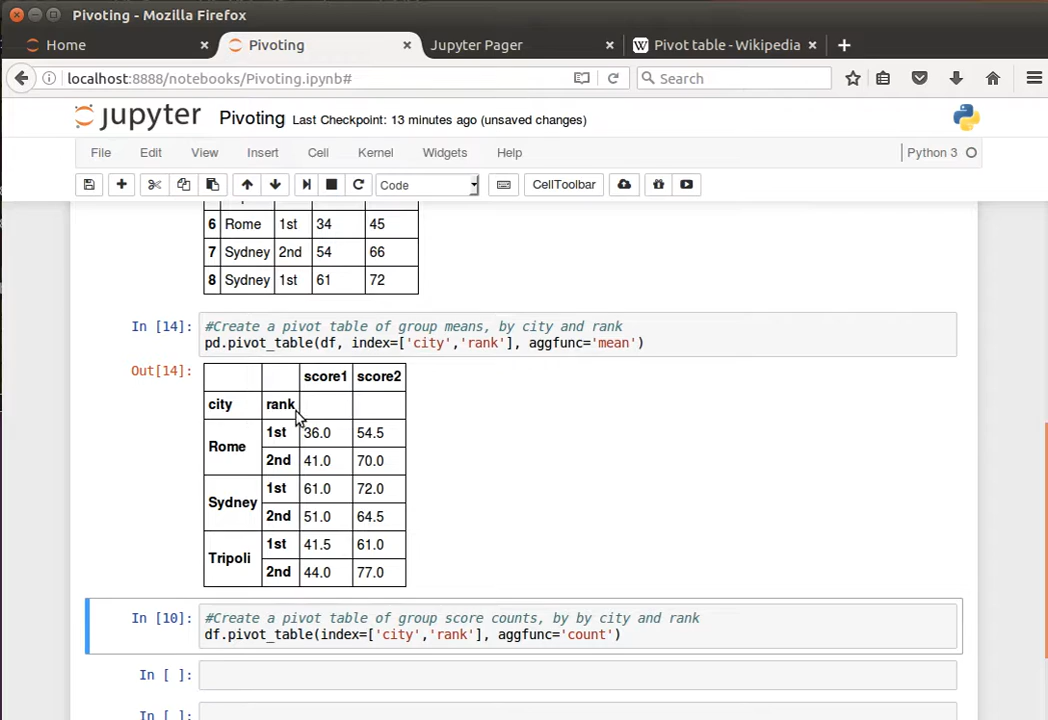 Pivoting - Mozilla Firefox
Home × Pivoting × Jupyter Pager × W Pivot table - Wikipedia × +
localhost:8888/notebooks/Pivoting.ipynb# Search
jupyter Pivoting Last Checkpoint: 13 minutes ago (unsaved changes)
File Edit View Insert Cell Kernel Widgets Help Python 3
Code CellToolbar
6 Rome 1st 34 45
7 Sydney 2nd 54 66
8 Sydney 1st 61 72
In [14]: #Create a pivot table of group means, by city and rank
pd.pivot_table(df, index=['city','rank'], aggfunc='mean')
Out[14]: score1 score2
city rank
Rome 1st 36.0 54.5
2nd 41.0 70.0
Sydney 1st 61.0 72.0
2nd 51.0 64.5
Tripoli 1st 41.5 61.0
2nd 44.0 77.0
In [10]: #Create a pivot table of group score counts, by by city and rank
df.pivot_table(index=['city','rank'], aggfunc='count')
In [ ]:
In [ ]: